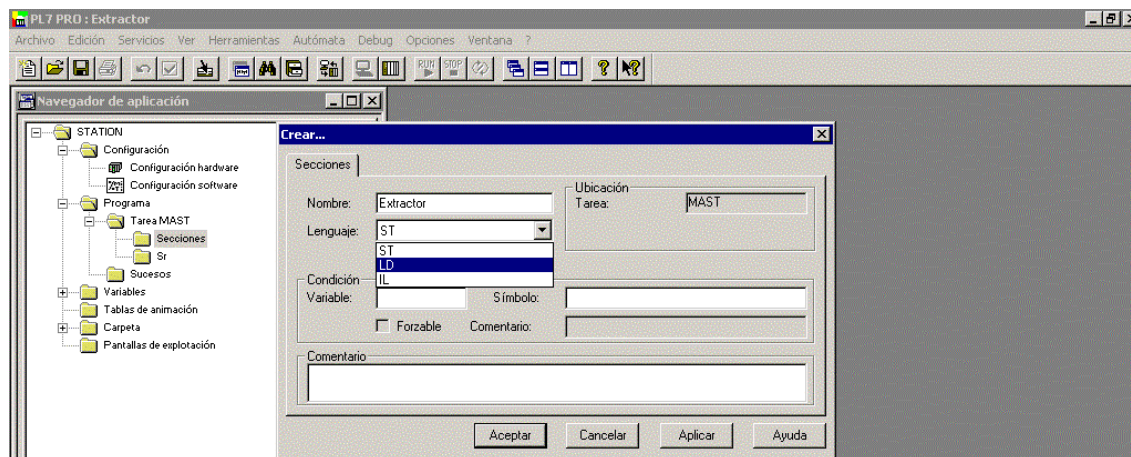 PL7 PRO : Extractor
Archivo Edición Servicios Ver Herramientas Autómata Debug Opciones Ventana ?
RUN STOP
Navegador de aplicación
STATION
Configuración
Configuración hardware
Configuración software
Programa
Tarea MAST
Secciones
Sr
Sucesos
Variables
Tablas de animación
Carpeta
Pantallas de explotación
Crear...
Secciones
Nombre: Extractor
Lenguaje: ST
ST
LD
IL
Ubicación
Tarea: MAST
Condición
Variable: Símbolo:
Forzable Comentario:
Comentario
Aceptar Cancelar Aplicar Ayuda